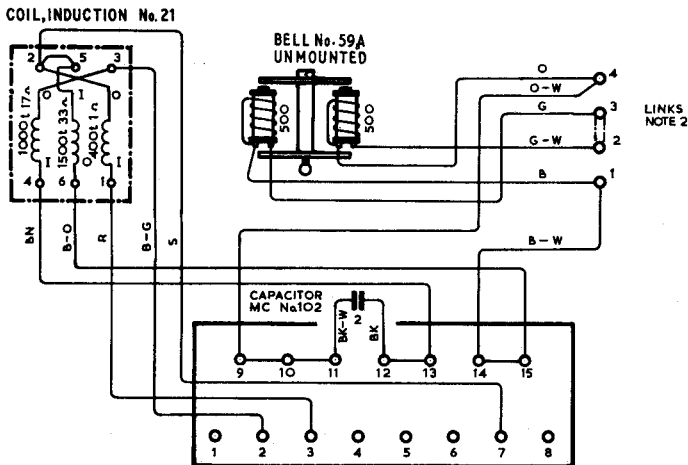 COIL, INDUCTION No. 21
2 5 3
O I O
1000t 17Ω
1500t 33Ω
400t 1Ω
I O I
4 6 1
BN
B-O
R
B-G
S
BELL No. 59A
UNMOUNTED
500
500
O
O-W
G
G-W
B
B-W
4
3
2
1
LINKS
NOTE 2
CAPACITOR
MC No102
BK-W
2
BK
9 10 11 12 13 14 15
1 2 3 4 5 6 7 8